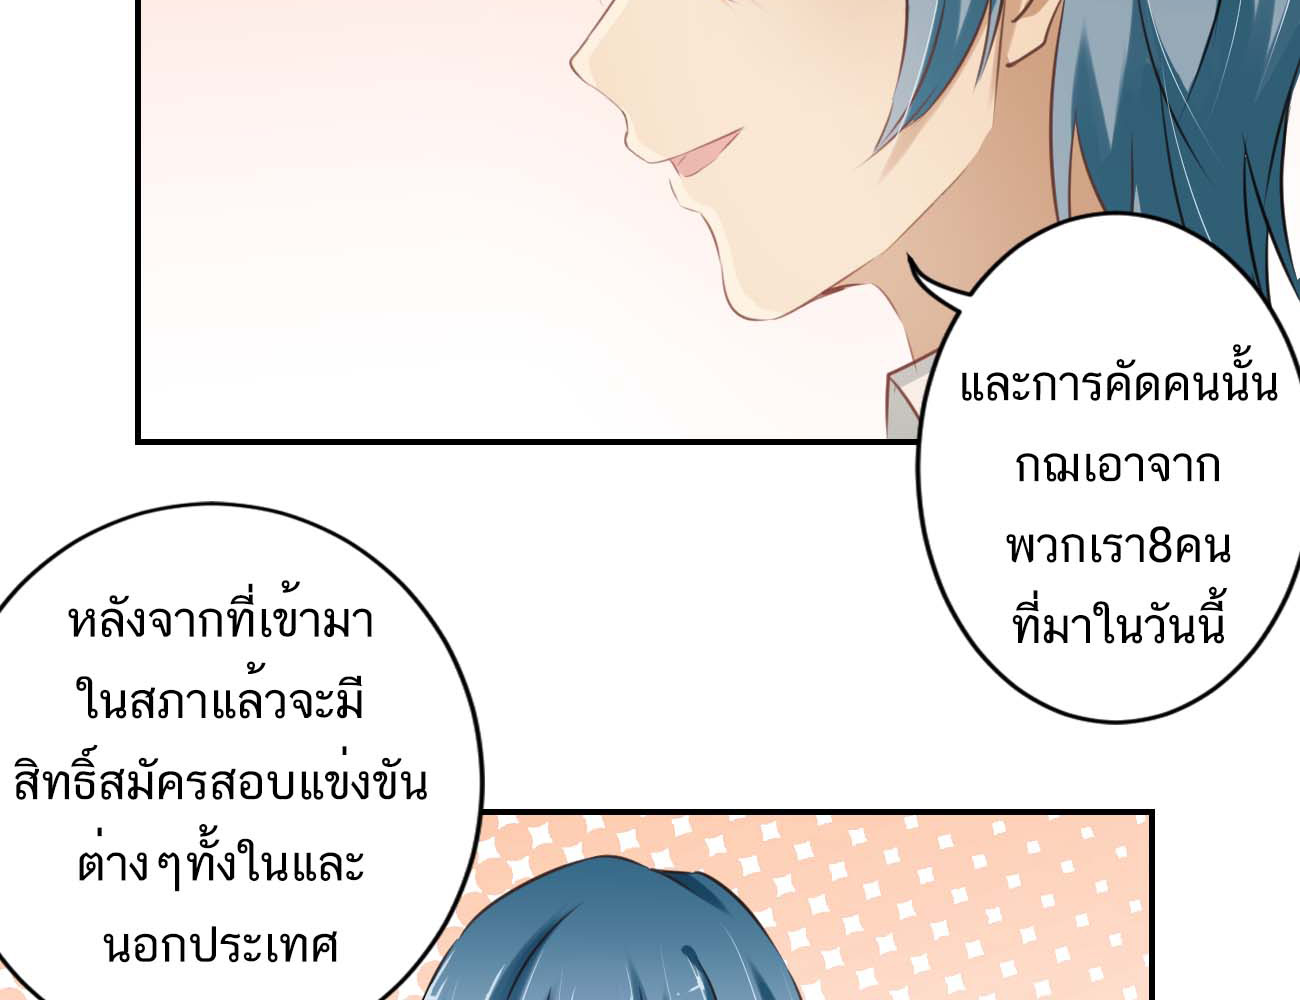 และการคัดคนนั้น
กฌเอาจาก
พวกเรา8คน
ที่มาในวันนี้
หลังจากที่เข้ามา
ในสภาแล้วจะมี
สิทธิ์สมัครสอบแข่งขัน
ต่างๆทั้งในและ
นอกประเทศ